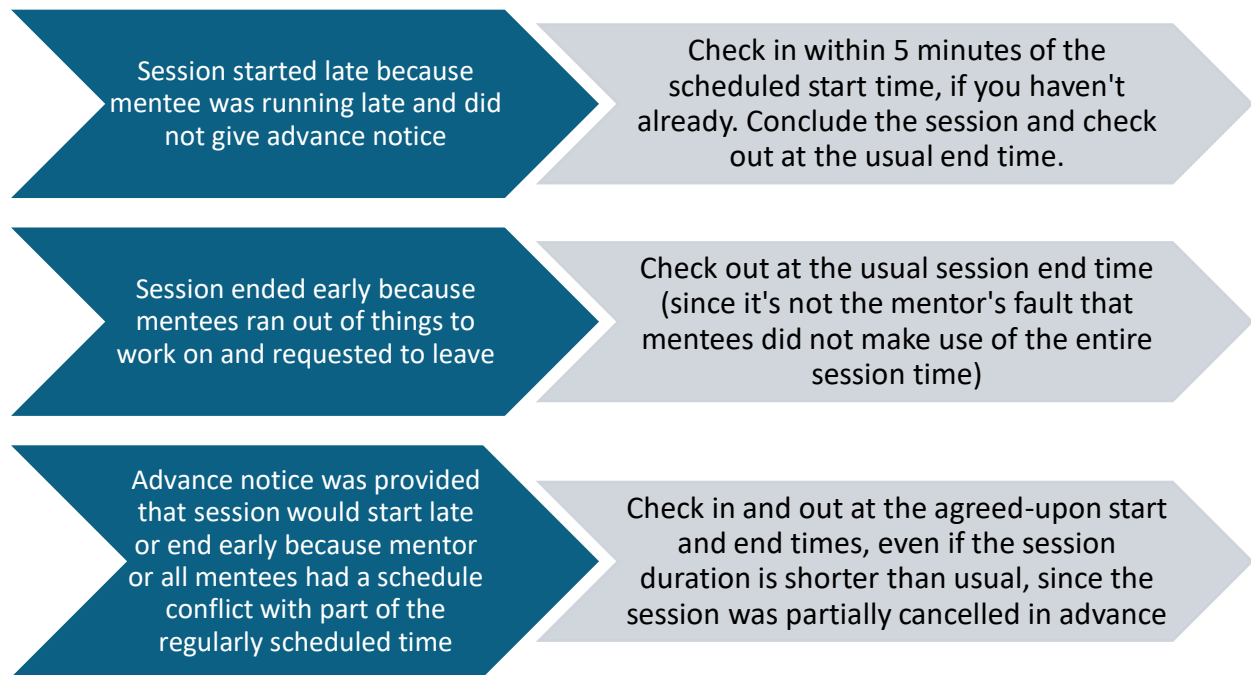 Session started late because
mentee was running late and did
not give advance notice
Check in within 5 minutes of the
scheduled start time, if you haven't
already. Conclude the session and check
out at the usual end time.
Session ended early because
mentees ran out of things to
work on and requested to leave
Check out at the usual session end time
(since it's not the mentor's fault that
mentees did not make use of the entire
session time)
Advance notice was provided
that session would start late
or end early because mentor
or all mentees had a schedule
conflict with part of the
regularly scheduled time
Check in and out at the agreed-upon start
and end times, even if the session
duration is shorter than usual, since the
session was partially cancelled in advance